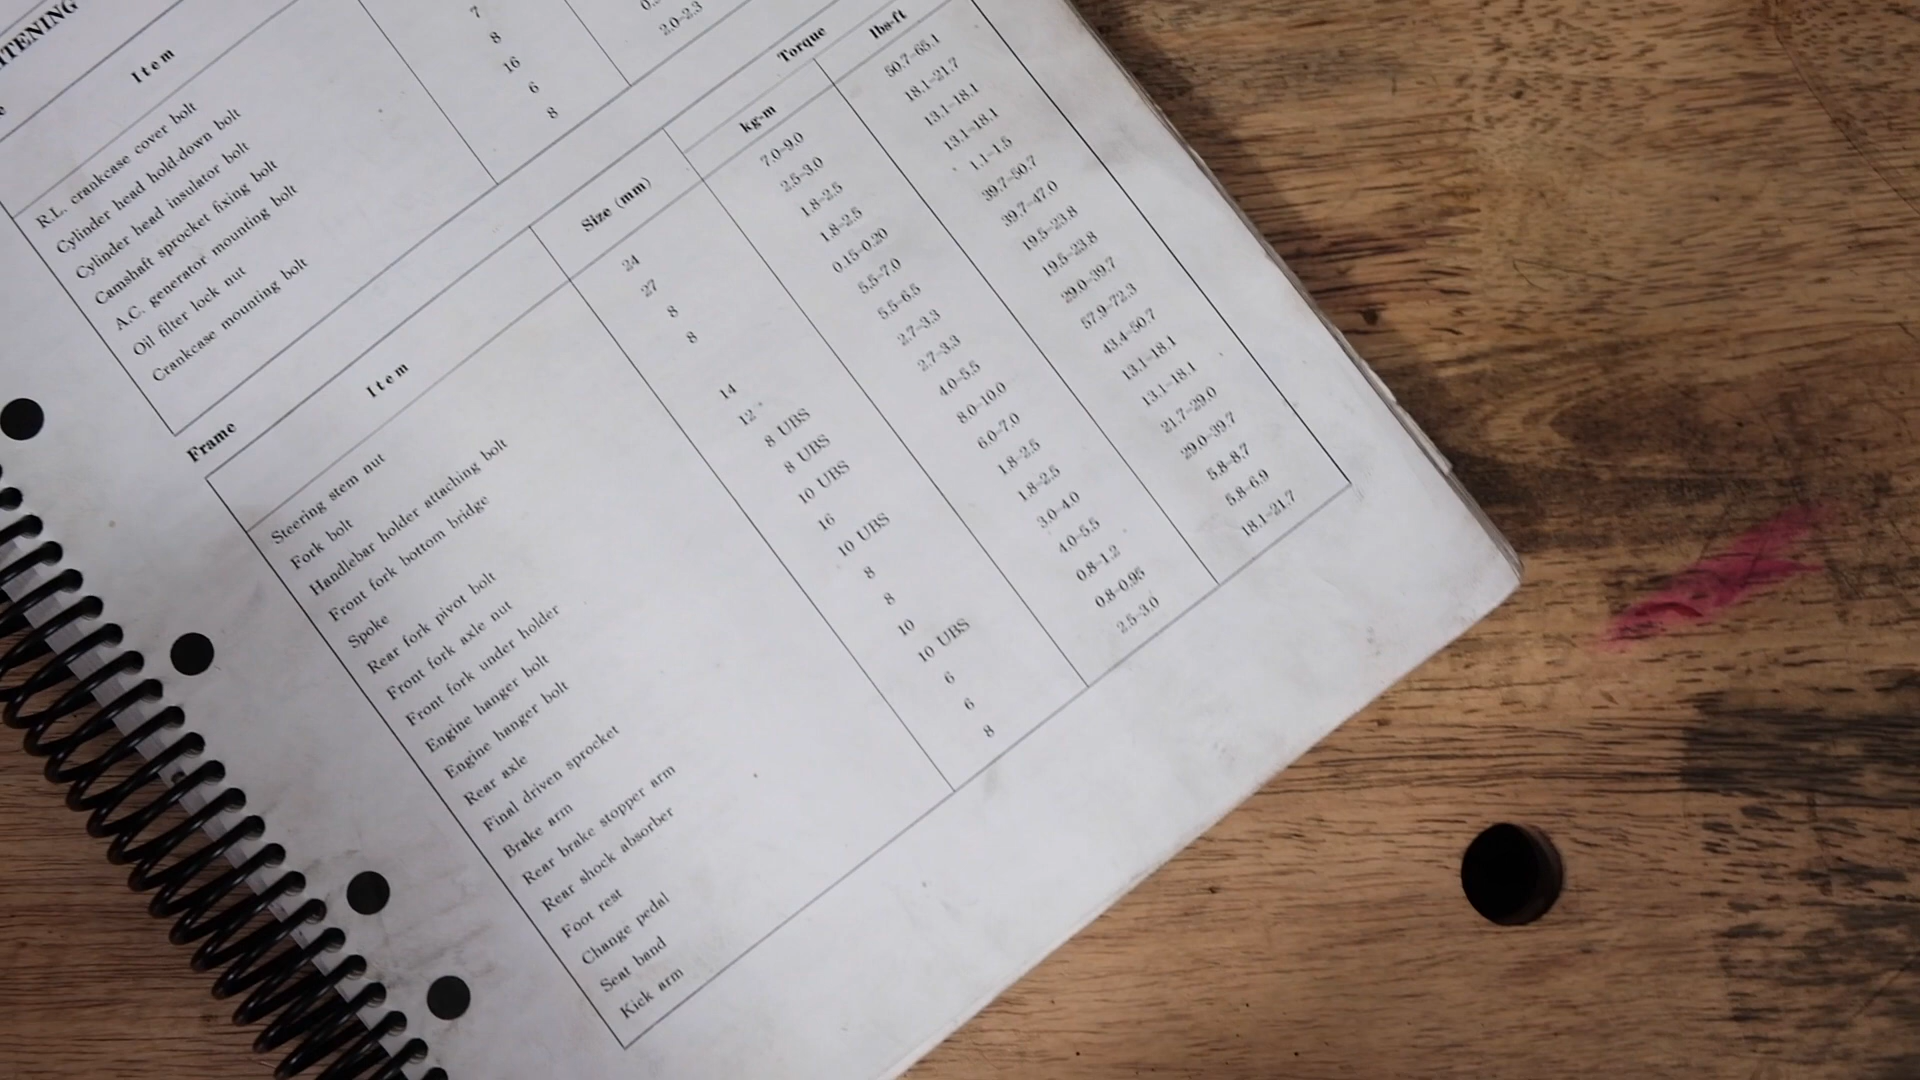 TENING
Item
R.L. crankcase cover bolt
Cylinder head hold-down bolt
Cylinder head insulator bolt
Camshaft sprocket fixing bolt
A.C. generator mounting bolt
Oil filter lock nut
Crankcase mounting bolt
7
8
16
6
8
2.0–2.3
Frame
Item Size (mm) Torque
kg-m lbs-ft
Steering stem nut 24 7.0–9.0 50.7–65.1
Fork bolt 27 2.5–3.0 18.1–21.7
Handlebar holder attaching bolt 8 1.8–2.5 13.1–18.1
Front fork bottom bridge 8 1.8–2.5 13.1–18.1
Spoke 0.15–0.20 1.1–1.5
Rear fork pivot bolt 14 5.5–7.0 39.7–50.7
Front fork axle nut 12 5.5–6.5 39.7–47.0
Front fork under holder 8 UBS 2.7–3.3 19.5–23.8
Engine hanger bolt 8 UBS 2.7–3.3 19.5–23.8
Engine hanger bolt 10 UBS 4.0–5.5 29.0–39.7
Rear axle 16 8.0–10.0 57.9–72.3
Final driven sprocket 10 UBS 6.0–7.0 43.4–50.7
Brake arm 8 1.8–2.5 13.1–18.1
Rear brake stopper arm 8 1.8–2.5 13.1–18.1
Rear shock absorber 10 3.0–4.0 21.7–29.0
Foot rest 10 UBS 4.0–5.5 29.0–39.7
Change pedal 6 0.8–1.2 5.8–8.7
Seat band 6 0.8–0.95 5.8–6.9
Kick arm 8 2.5–3.0 18.1–21.7